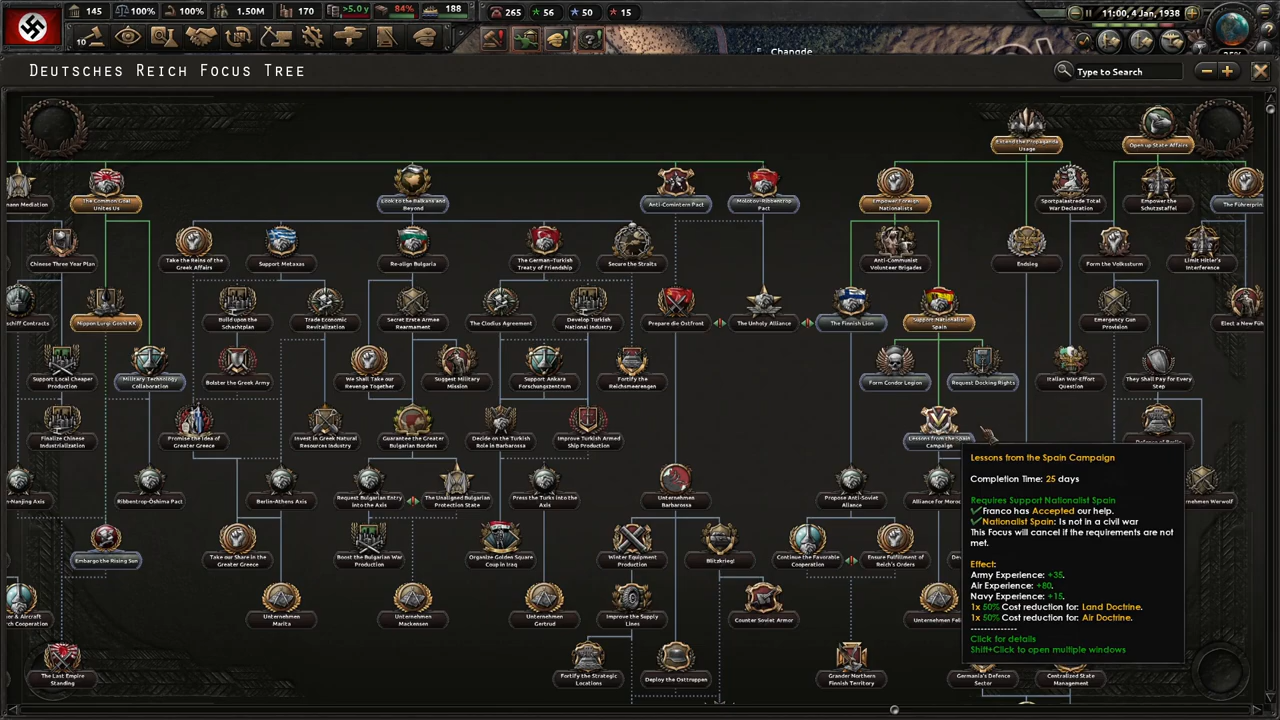 145
100%
100%
1.50M
170
>5.0 y
84%
188
265
56
50
15
11:00, 4 Jan, 1938
10
Changde
Deutsches Reich Focus Tree
Type to Search
Extend the Propaganda
Usage
Open up State Affairs
Mediation
The Common Goal
Unites Us
Look to the Balkans and
Beyond
Anti-Comintern Pact
Molotov-Ribbentrop
Pact
Empower Foreign
Nationalists
Sportpalastrede Total
War Declaration
Empower the
Schutzstaffel
Chinese Three Year Plan
Take the Reins of the
Greek Affairs
Support Metaxas
Re-align Bulgaria
The German-Turkish
Treaty of Friendship
Secure the Straits
Anti-Communist
Volunteer Brigades
Endsieg
Form the Volkssturm
Limit Hitler's
Interference
Contracts
Nippon Lurgi Goshi KK
Build upon the
Schachtplan
Trade Economic
Revitalization
Secret Erste Armee
Rearmament
The Clodius Agreement
Develop Turkish
National Industry
Prepare die Ostfront
The Unholy Alliance
The Finnish Lion
Support Nationalist
Spain
Emergency Gun
Provision
Support Local Cheaper
Production
Military Technology
Collaboration
Bolster the Greek Army
We Shall Take our
Revenge Together
Suggest Military
Mission
Support Ankara
Forschungszentrum
Fortify the
Reichsmeerengen
Form Condor Legion
Request Docking Rights
Italian War-Effort
Question
They Shall Pay for Every
Step
Finalize Chinese
Industrialization
Promise the Idea of
Greater Greece
Invest in Greek Natural
Resources Industry
Guarantee the Greater
Bulgarian Borders
Decide on the Turkish
Role in Barbarossa
Improve Turkish Armed
Ship Production
Lessons from the Spain
Campaign
Axis
Ribbentrop-Oshima Pact
Berlin-Athens Axis
Request Bulgarian Entry
into the Axis
The Unaligned Bulgarian
Protection State
Press the Turks into the
Axis
Unternehmen
Barbarossa
Propose Anti-Soviet
Alliance
Embargo the Rising Sun
Take our Share in the
Greater Greece
Boost the Bulgarian War
Production
Organize Golden Square
Coup in Iraq
Winter Equipment
Production
Blitzkrieg!
Continue the Favorable
Cooperation
Ensure Fulfillment of
Reich's Orders
Unternehmen
Marita
Unternehmen
Mackensen
Unternehmen
Gertrud
Improve the Supply
Lines
Counter Soviet Armor
The Last Empire
Standing
Fortify the Strategic
Locations
Deploy the Osttruppen
Grander Northern
Finnish Territory
Germania's Defence
Sector
Centralized State
Management
Lessons from the Spain Campaign
Completion Time: 25 days
Requires Support Nationalist Spain
Franco has Accepted our help.
Nationalist Spain: Is not in a civil war
This Focus will cancel if the requirements are not
met.
Effect:
Army Experience: +35.
Air Experience: +80.
Navy Experience: +15.
1x 50% Cost reduction for: Land Doctrine.
1x 50% Cost reduction for: Air Doctrine.
--------------
Click for details
Shift+Click to open multiple windows